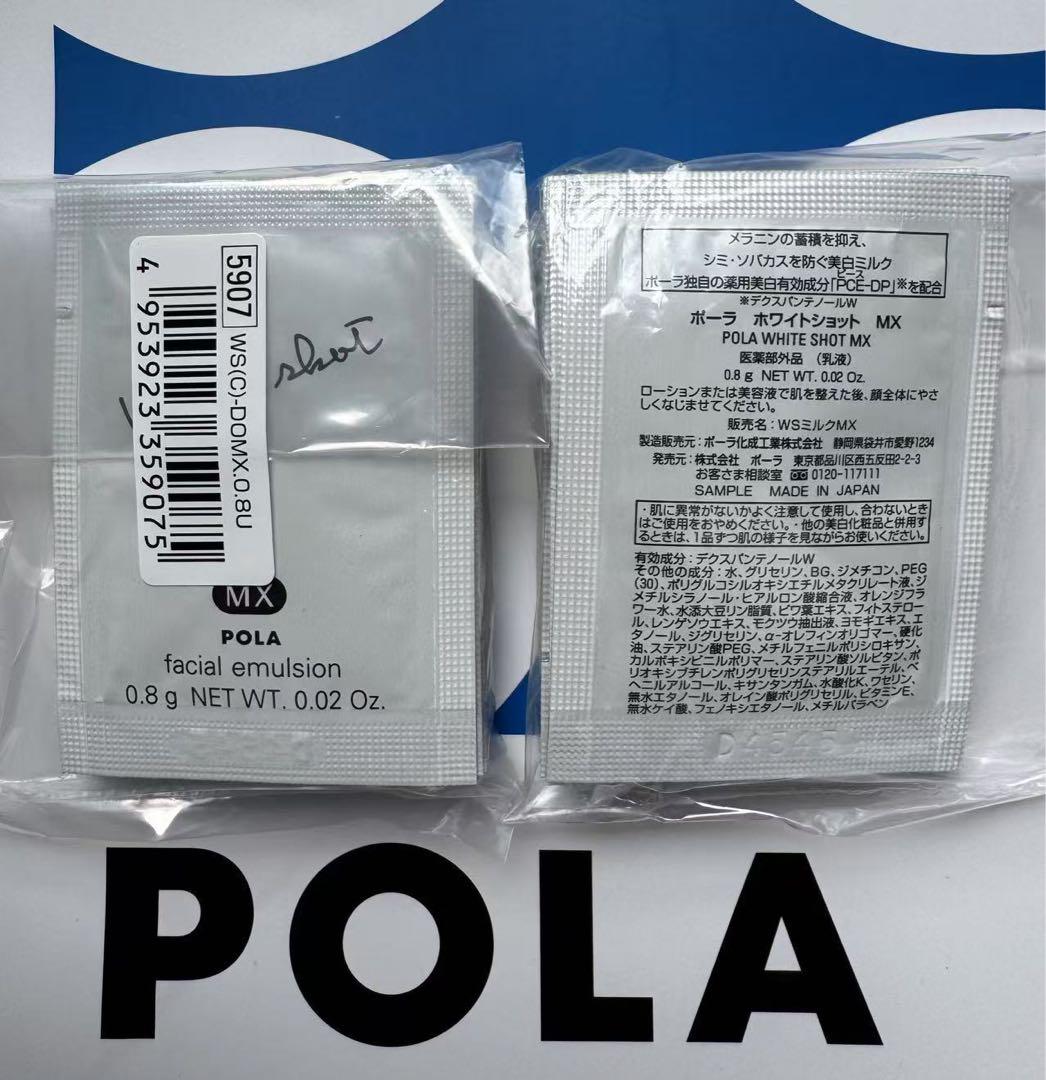 5907
WS(C)-DOMX.0.8U
4 953923 359075
shot
MX
POLA
facial emulsion
0.8 g NET WT. 0.02 Oz.
メラニンの蓄積を抑え、
シミ・ソバカスを防ぐ美白ミルク
ピース
ポーラ独自の薬用美白有効成分「PCE-DP」※を配合
※デクスパンテノールW
ポーラ ホワイトショット MX
POLA WHITE SHOT MX
医薬部外品 (乳液)
0.8 g NET WT. 0.02 Oz.
ローションまたは美容液で肌を整えた後、顔全体にやさ
しくなじませてください。
販売名：WSミルクMX
製造販売元：ポーラ化成工業株式会社 静岡県袋井市愛野1234
発売元：株式会社 ポーラ 東京都品川区西五反田2-2-3
お客さま相談室 0120-117111
SAMPLE MADE IN JAPAN
・肌に異常がないかよく注意して使用し、合わないとき
はご使用をおやめください。・他の美白化粧品と併用す
るときは、1品ずつ肌の様子を見ながらお使いください。
有効成分：デクスパンテノールW
その他の成分：水、グリセリン、BG、ジメチコン、PEG
(30)、ポリグルコシルオキシエチルメタクリレート液、ジ
メチルシラノール・ヒアルロン酸縮合液、オレンジフラ
ワー水、水添大豆リン脂質、ビワ葉エキス、フィトステロー
ル、レンゲソウエキス、モクツウ抽出液、ヨモギエキス、エ
タノール、ジグリセリン、α-オレフィンオリゴマー、硬化
油、ステアリン酸PEG、メチルフェニルポリシロキサン、
カルボキシビニルポリマー、ステアリン酸ソルビタン、ポ
リオキシブチレンポリグリセリンステアリルエーテル、ベ
ヘニルアルコール、キサンタンガム、水酸化K、ワセリン、
無水エタノール、オレイン酸ポリグリセリル、ビタミンE、
無水ケイ酸、フェノキシエタノール、メチルパラベン
D4545
POLA